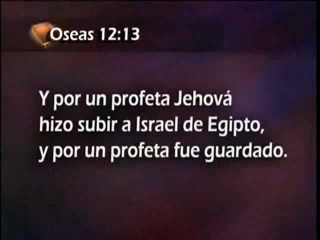 Oseas 12:13
Y por un profeta Jehová
hizo subir a Israel de Egipto,
y por un profeta fue guardado.